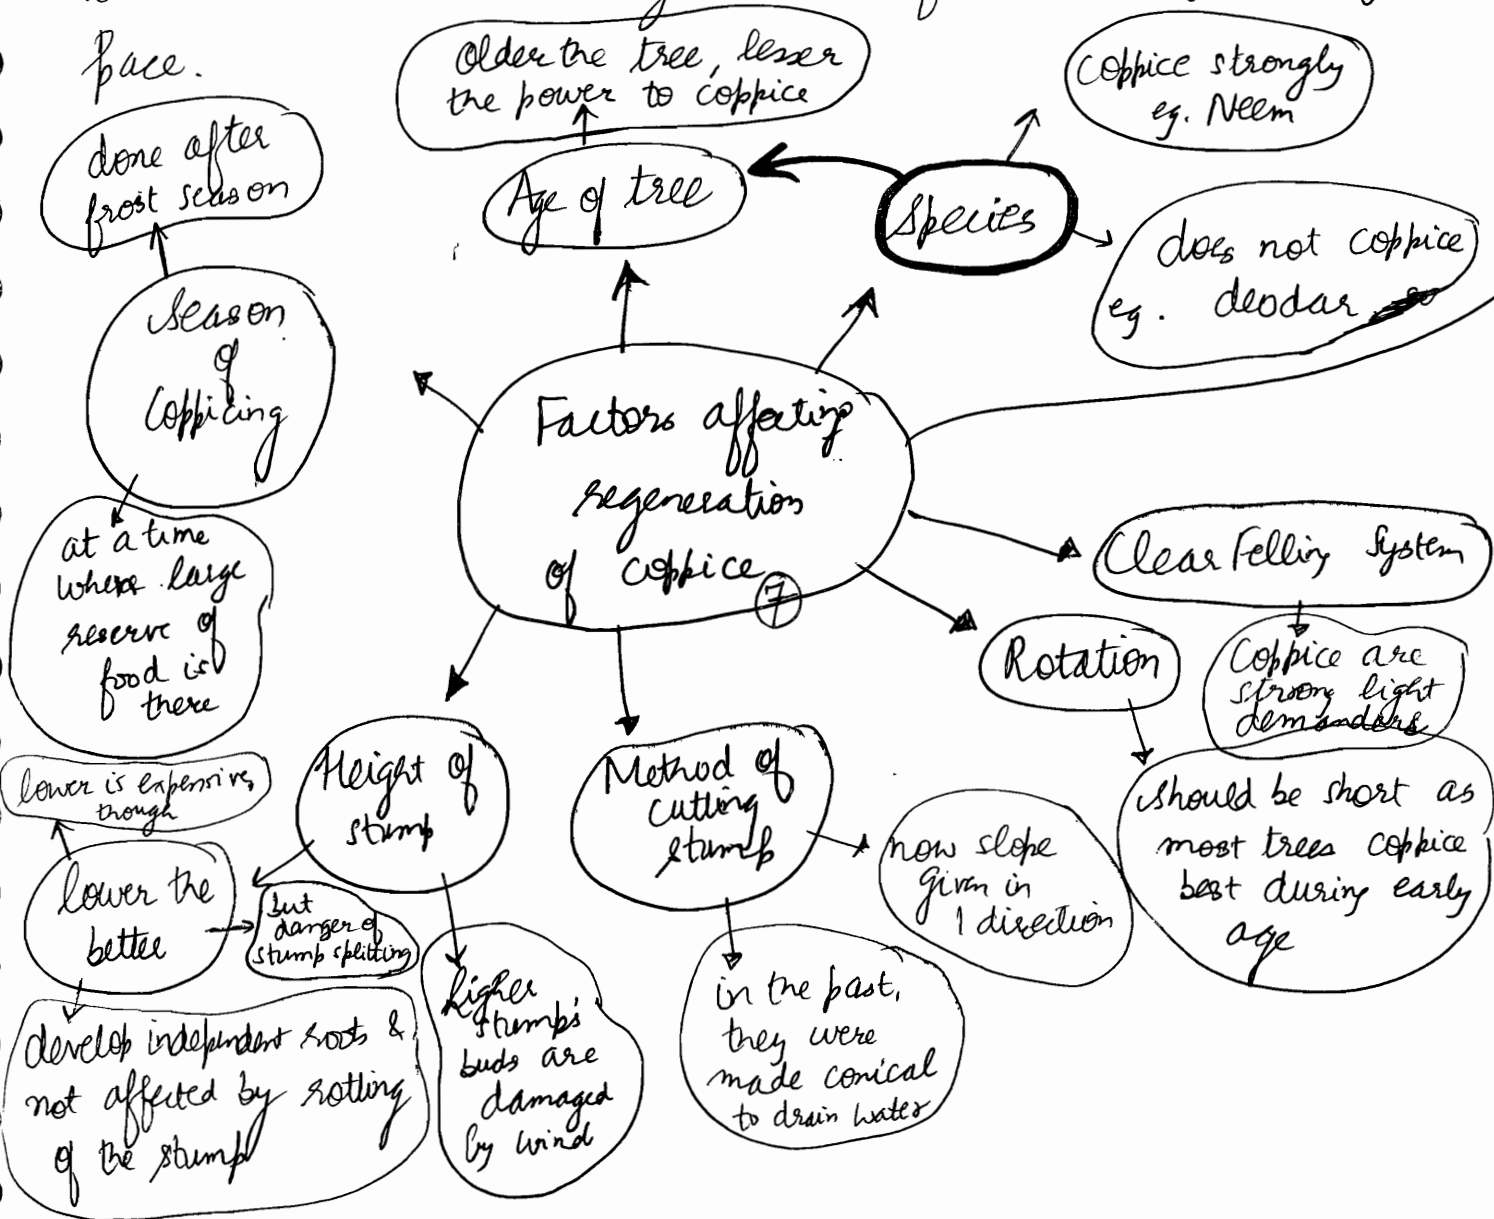 pace.
Older the tree, lesser
the power to coppice
coppice strongly
eg. Neem
done after
frost season
Age of tree
Species
does not coppice
eg. deodar
Season
of
Coppicing
Factors affecting
regeneration
of coppice
7
at a time
where large
reserve of
food is
there
Clear Felling System
Rotation
Coppice are
strong light
demanders
lower is expensive,
though
Height of
stump
Method of
cutting
stump
should be short as
most trees coppice
best during early
age
now slope
given in
1 direction
lower the
better
but
danger of
stump splitting
higher
stump's
buds are
damaged
by wind
in the past,
they were
made conical
to drain water
develop independent roots &
not affected by rotting
of the stump